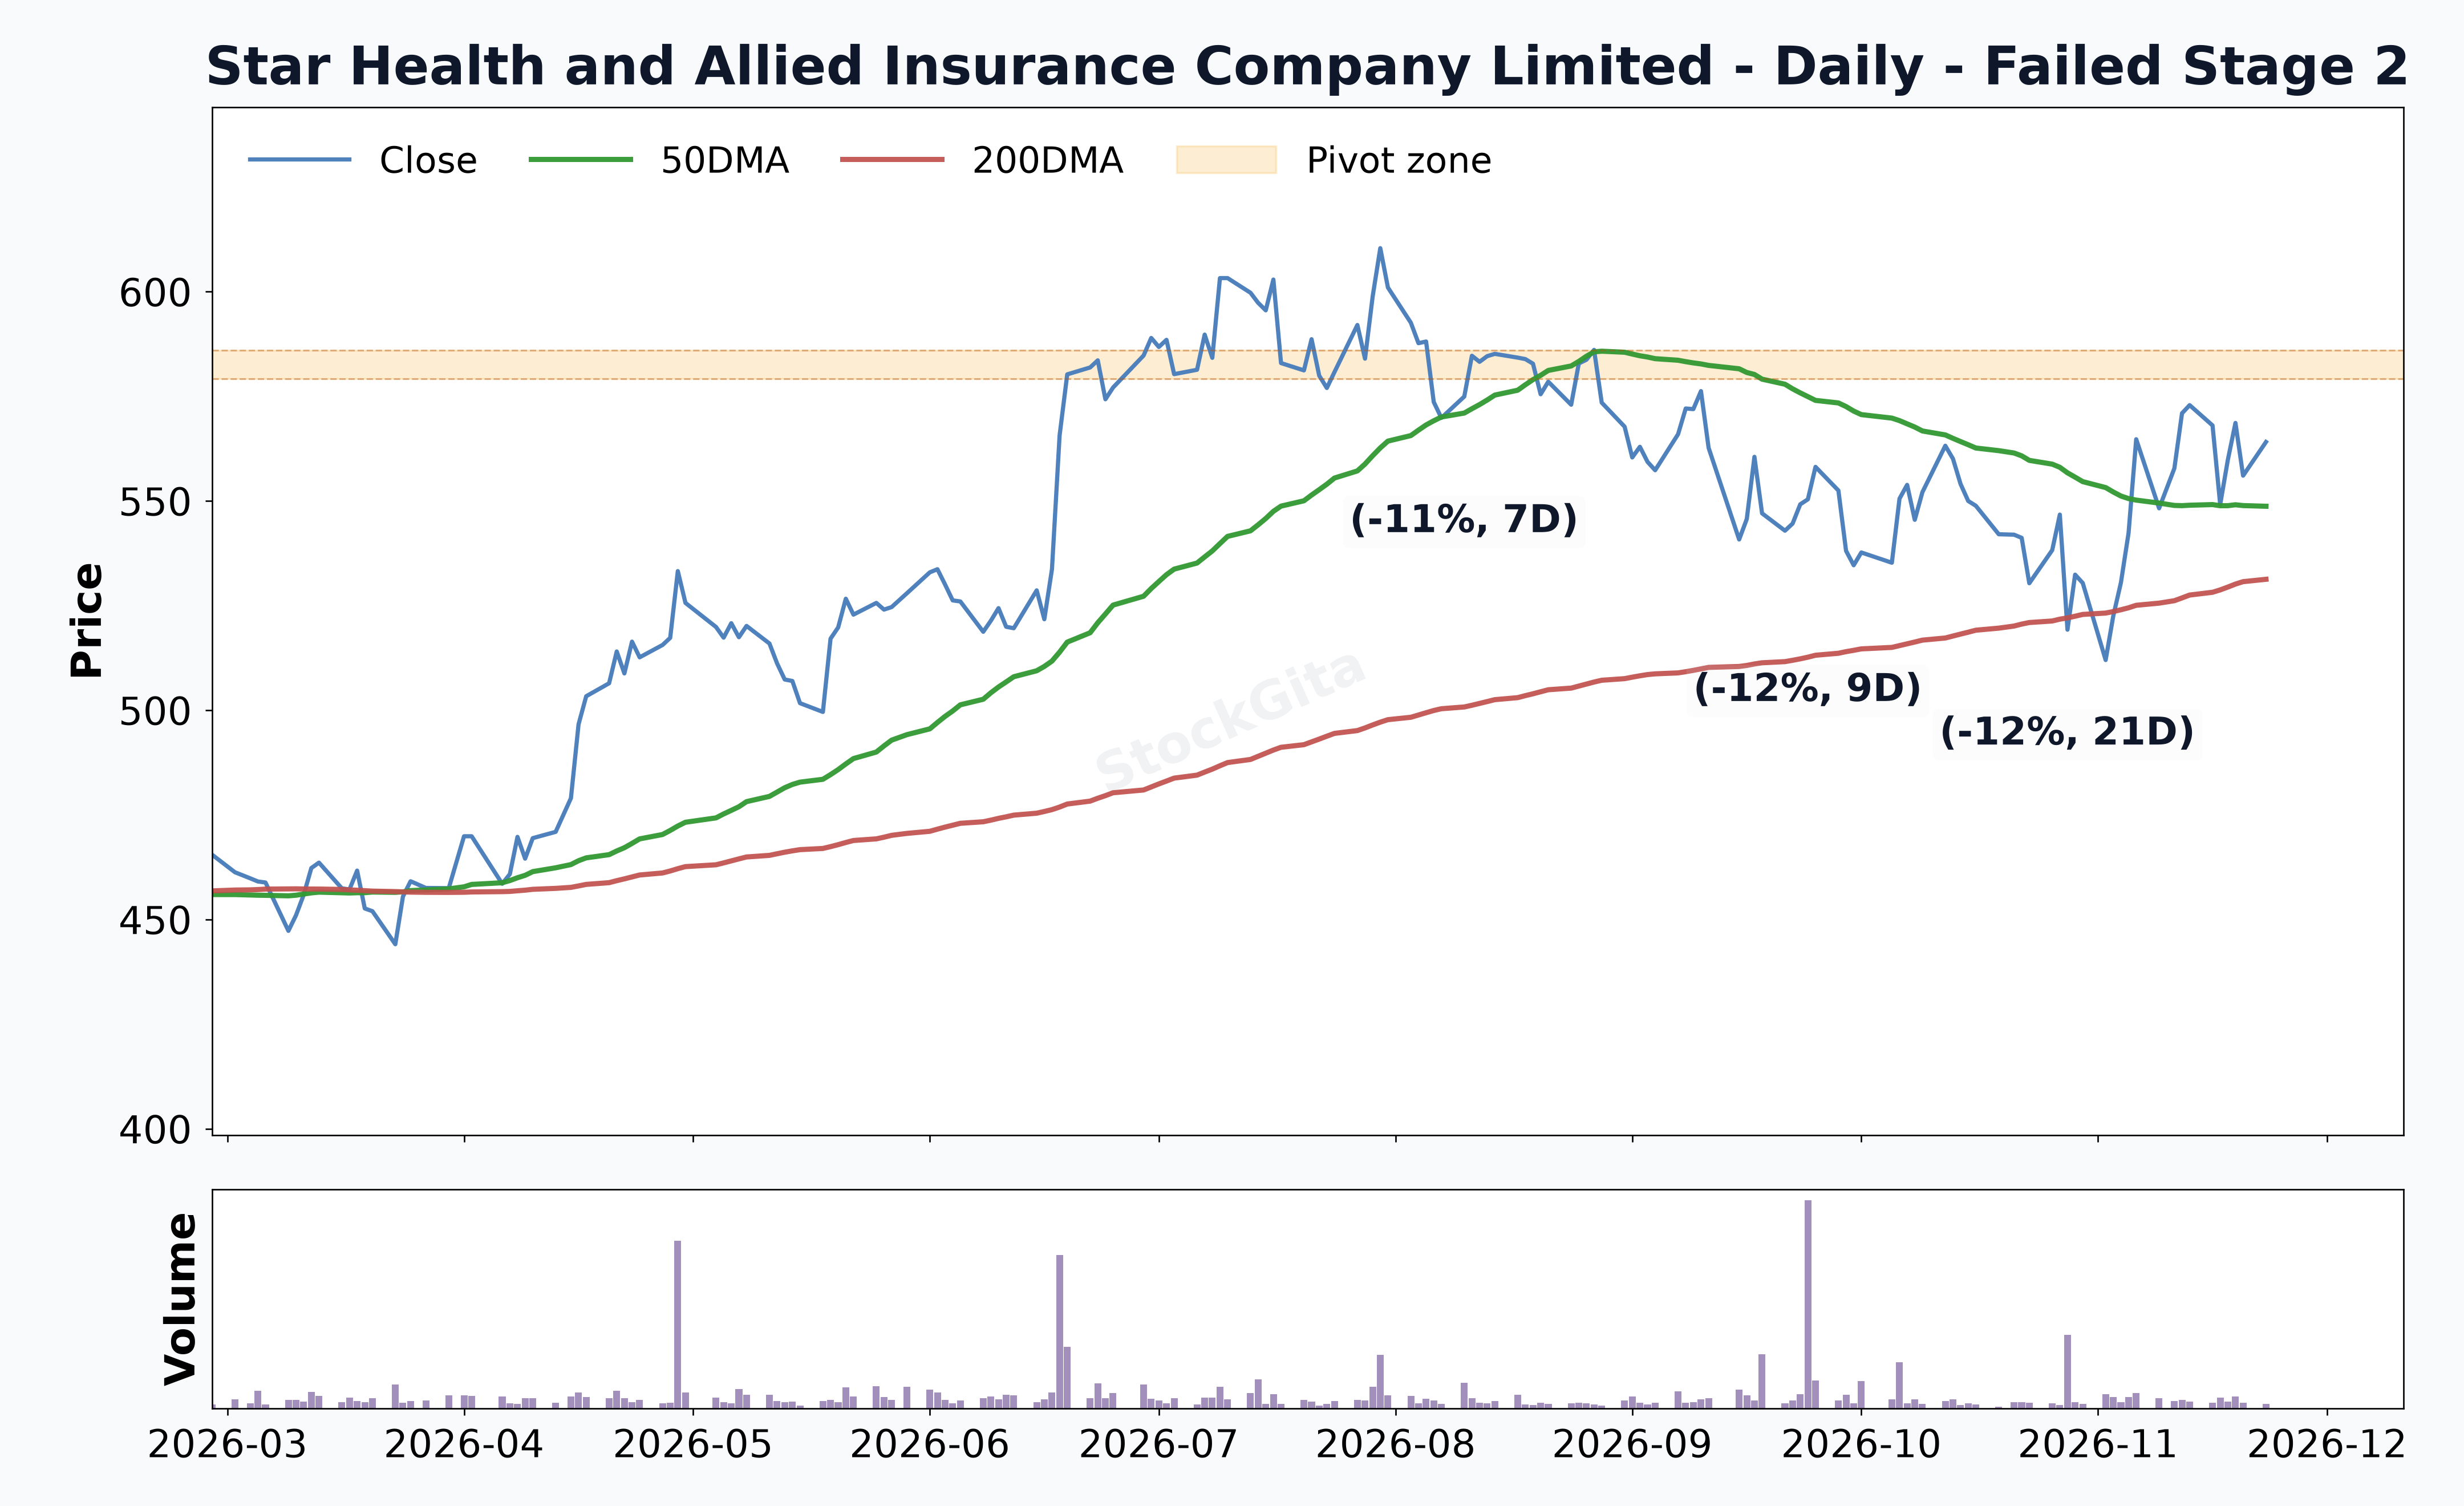 Star Health and Allied Insurance Company Limited - Daily - Failed Stage 2
Close 50DMA 200DMA Pivot zone
600
550
500
450
400
Price
(-11%, 7D)
(-12%, 9D)
(-12%, 21D)
StockGita
Volume
2026-03 2026-04 2026-05 2026-06 2026-07 2026-08 2026-09 2026-10 2026-11 2026-12